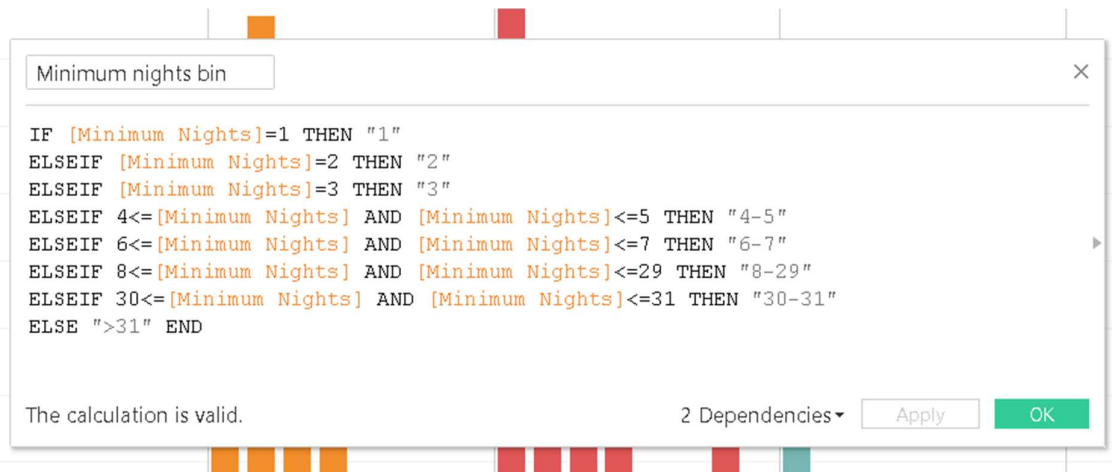 Minimum nights bin
IF [Minimum Nights]=1 THEN "1"
ELSEIF [Minimum Nights]=2 THEN "2"
ELSEIF [Minimum Nights]=3 THEN "3"
ELSEIF 4<=[Minimum Nights] AND [Minimum Nights]<=5 THEN "4-5"
ELSEIF 6<=[Minimum Nights] AND [Minimum Nights]<=7 THEN "6-7"
ELSEIF 8<=[Minimum Nights] AND [Minimum Nights]<=29 THEN "8-29"
ELSEIF 30<=[Minimum Nights] AND [Minimum Nights]<=31 THEN "30-31"
ELSE ">31" END
The calculation is valid. 2 Dependencies Apply OK